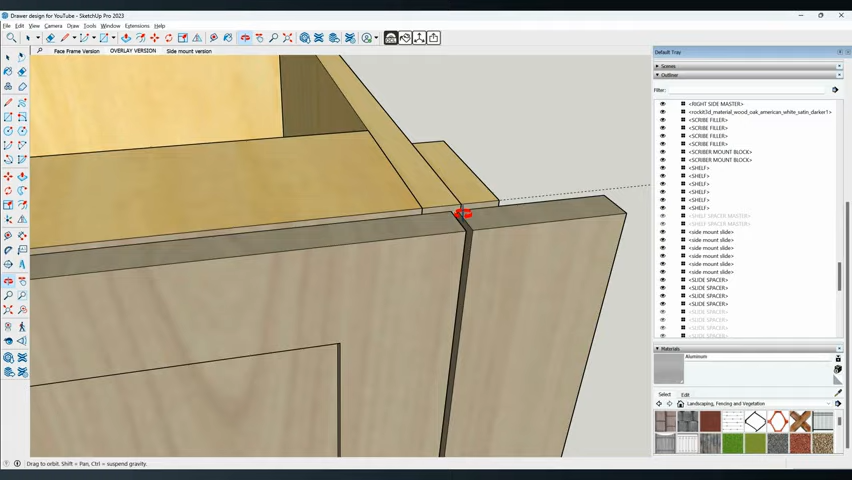 Drawer design for YouTube - SketchUp Pro 2023
File Edit View Camera Draw Tools Window Extensions Help
Face Frame Version OVERLAY VERSION Side mount version
Default Tray
Scenes
Outliner
Filter:
<RIGHT SIDE MASTER>
<rockit3d_material_wood_oak_american_white_satin_darker1>
<SCRIBE FILLER>
<SCRIBE FILLER>
<SCRIBE FILLER>
<SCRIBE FILLER>
<SCRIBER MOUNT BLOCK>
<SCRIBER MOUNT BLOCK>
<SHELF>
<SHELF>
<SHELF>
<SHELF>
<SHELF>
<SHELF>
<SHELF SPACER MASTER>
<SHELF SPACER MASTER>
<side mount slide>
<side mount slide>
<side mount slide>
<side mount slide>
<side mount slide>
<side mount slide>
<SLIDE SPACER>
<SLIDE SPACER>
<SLIDE SPACER>
<SLIDE SPACER>
<SLIDE SPACER>
<SLIDE SPACER>
<SLIDE SPACER>
Materials
Aluminum
Select Edit
Landscaping, Fencing and Vegetation
Drag to orbit. Shift = Pan, Ctrl = suspend gravity.